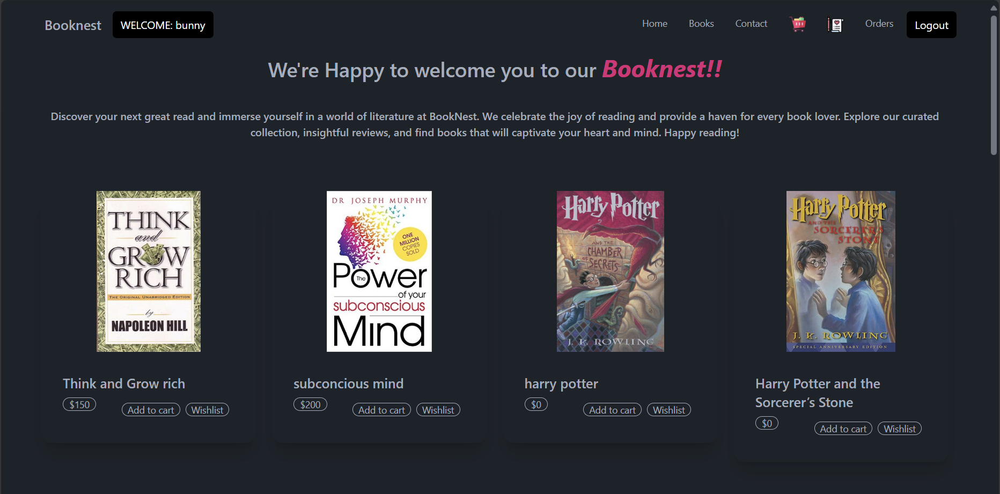 Booknest
WELCOME: bunny
Home
Books
Contact
Orders
Logout
We're Happy to welcome you to our Booknest!!
Discover your next great read and immerse yourself in a world of literature at BookNest. We celebrate the joy of reading and provide a haven for every book lover. Explore our curated
collection, insightful reviews, and find books that will captivate your heart and mind. Happy reading!
THINK
and
GROW
RICH
THE ORIGINAL UNABRIDGED EDITION
by
NAPOLEON HILL
DR JOSEPH MURPHY
ONE
MILLION
COPIES
SOLD
The Power
of your
subconscious
Mind
Harry Potter
2
AND THE
CHAMBER
OF SECRETS
J. K. ROWLING
Harry Potter
AND THE
SORCERER'S
STONE
J. K. ROWLING
SPECIAL ANNIVERSARY EDITION
Think and Grow rich
$150
Add to cart
Wishlist
subconcious mind
$200
Add to cart
Wishlist
harry potter
$0
Add to cart
Wishlist
Harry Potter and the
Sorcerer’s Stone
$0
Add to cart
Wishlist